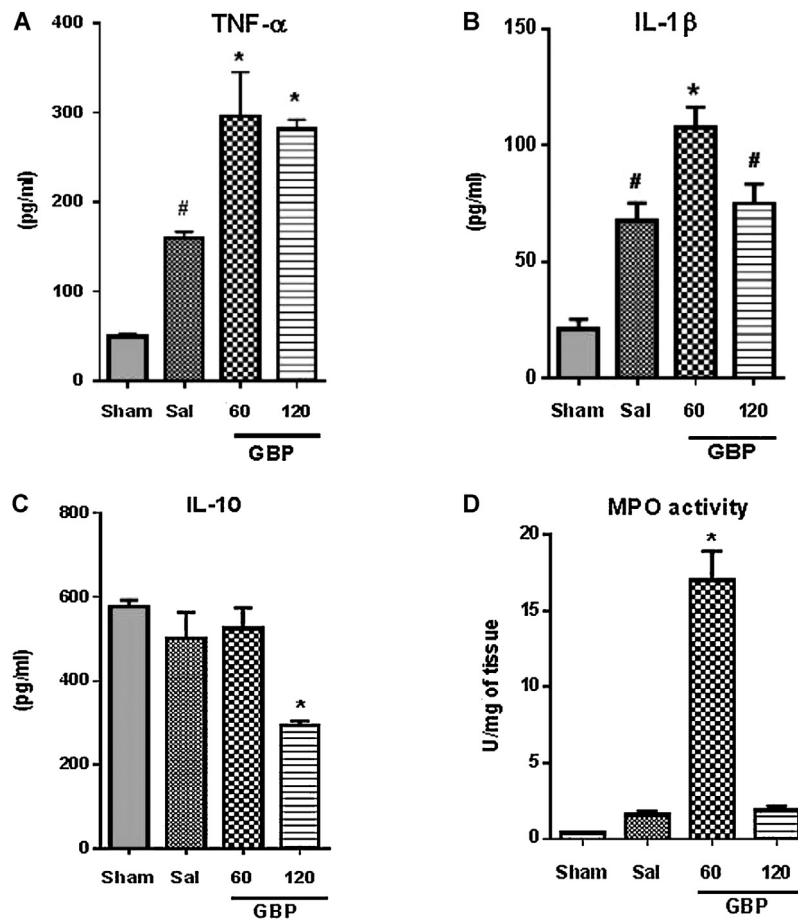 A TNF-α
400
300
200
100
0
(pg/ml)
#
*
*
Sham Sal 60 120
GBP
B IL-1β
150
100
50
0
(pg/ml)
#
*
#
Sham Sal 60 120
GBP
C IL-10
800
600
400
200
0
(pg/ml)
*
Sham Sal 60 120
GBP
D MPO activity
20
15
10
5
0
U/mg of tissue
*
Sham Sal 60 120
GBP